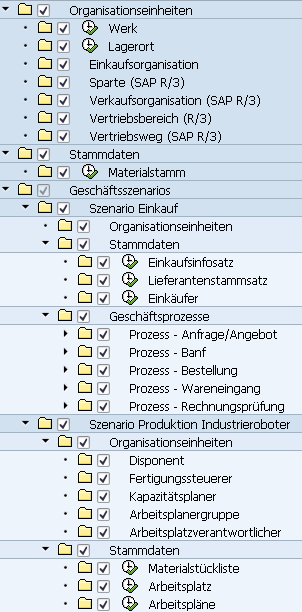 Organisationseinheiten
Werk
Lagerort
Einkaufsorganisation
Sparte (SAP R/3)
Verkaufsorganisation (SAP R/3)
Vertriebsbereich (R/3)
Vertriebsweg (SAP R/3)
Stammdaten
Materialstamm
Geschäftsszenarios
Szenario Einkauf
Organisationseinheiten
Stammdaten
Einkaufsinfosatz
Lieferantenstammsatz
Einkäufer
Geschäftsprozesse
Prozess - Anfrage/Angebot
Prozess - Banf
Prozess - Bestellung
Prozess - Wareneingang
Prozess - Rechnungsprüfung
Szenario Produktion Industrieroboter
Organisationseinheiten
Disponent
Fertigungssteuerer
Kapazitätsplaner
Arbeitsplanergruppe
Arbeitsplatzverantwortlicher
Stammdaten
Materialstückliste
Arbeitsplatz
Arbeitspläne